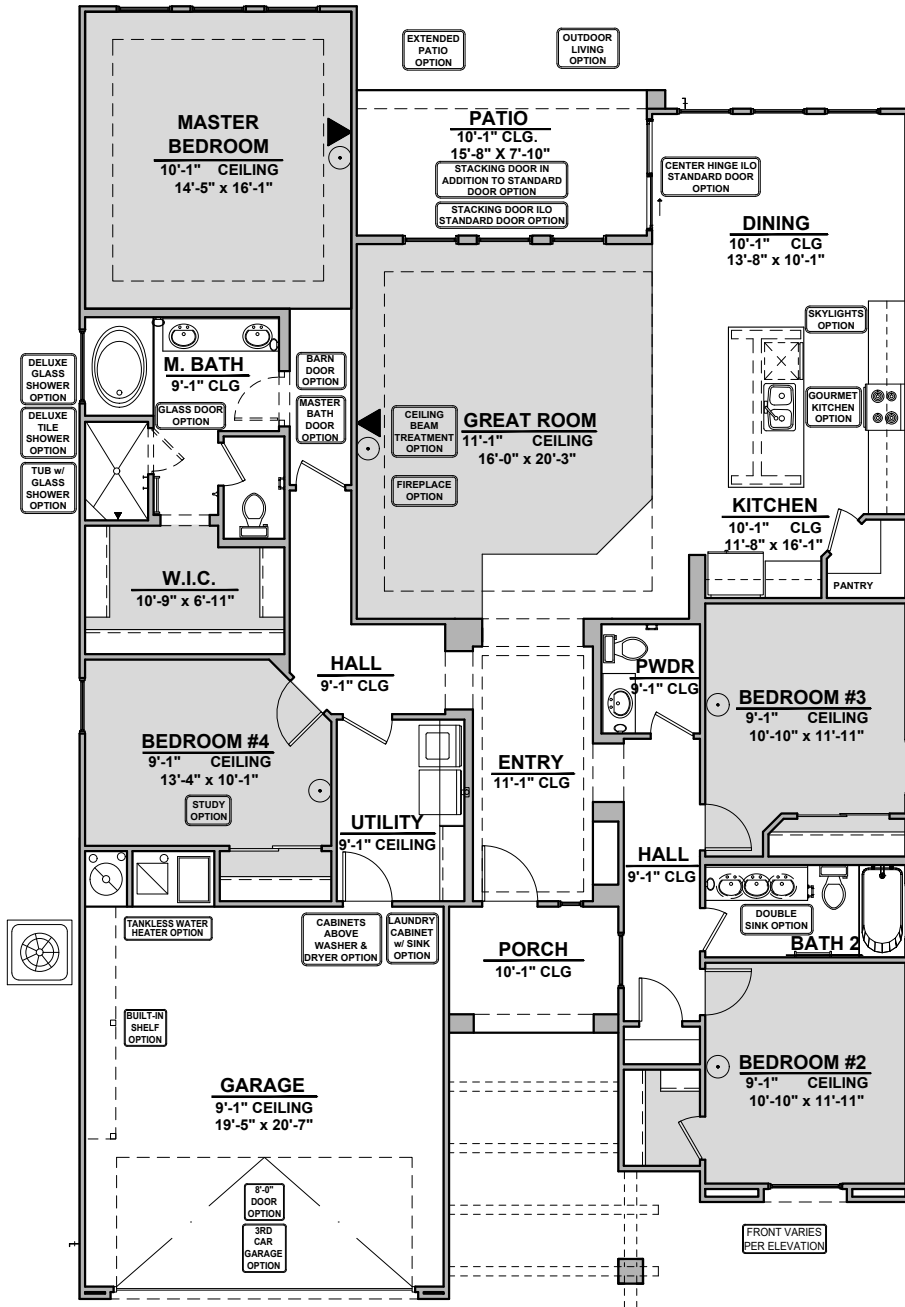 EXTENDED
PATIO
OPTION
OUTDOOR
LIVING
OPTION
MASTER
BEDROOM
10'-1" CEILING
14'-5" x 16'-1"
PATIO
10'-1" CLG.
15'-8" X 7'-10"
STACKING DOOR IN
ADDITION TO STANDARD
DOOR OPTION
STACKING DOOR ILO
STANDARD DOOR OPTION
CENTER HINGE ILO
STANDARD DOOR
OPTION
DINING
10'-1" CLG
13'-8" x 10'-1"
SKYLIGHTS
OPTION
GOURMET
KITCHEN
OPTION
DELUXE
GLASS
SHOWER
OPTION
DELUXE
TILE
SHOWER
OPTION
TUB w/
GLASS
SHOWER
OPTION
M. BATH
9'-1" CLG
GLASS DOOR
OPTION
BARN
DOOR
OPTION
MASTER
BATH
DOOR
OPTION
CEILING
BEAM
TREATMENT
OPTION
GREAT ROOM
11'-1" CEILING
16'-0" x 20'-3"
FIREPLACE
OPTION
KITCHEN
10'-1" CLG
11'-8" x 16'-1"
PANTRY
W.I.C.
10'-9" x 6'-11"
HALL
9'-1" CLG
PWDR
9'-1" CLG
BEDROOM #3
9'-1" CEILING
10'-10" x 11'-11"
BEDROOM #4
9'-1" CEILING
13'-4" x 10'-1"
STUDY
OPTION
ENTRY
11'-1" CLG
UTILITY
9'-1" CEILING
HALL
9'-1" CLG
DOUBLE
SINK OPTION
BATH 2
TANKLESS WATER
HEATER OPTION
CABINETS
ABOVE
WASHER &
DRYER OPTION
LAUNDRY
CABINET
w/ SINK
OPTION
PORCH
10'-1" CLG
BUILT-IN
SHELF
OPTION
BEDROOM #2
9'-1" CEILING
10'-10" x 11'-11"
GARAGE
9'-1" CEILING
19'-5" x 20'-7"
8'-0"
DOOR
OPTION
3RD
CAR
GARAGE
OPTION
FRONT VARIES
PER ELEVATION